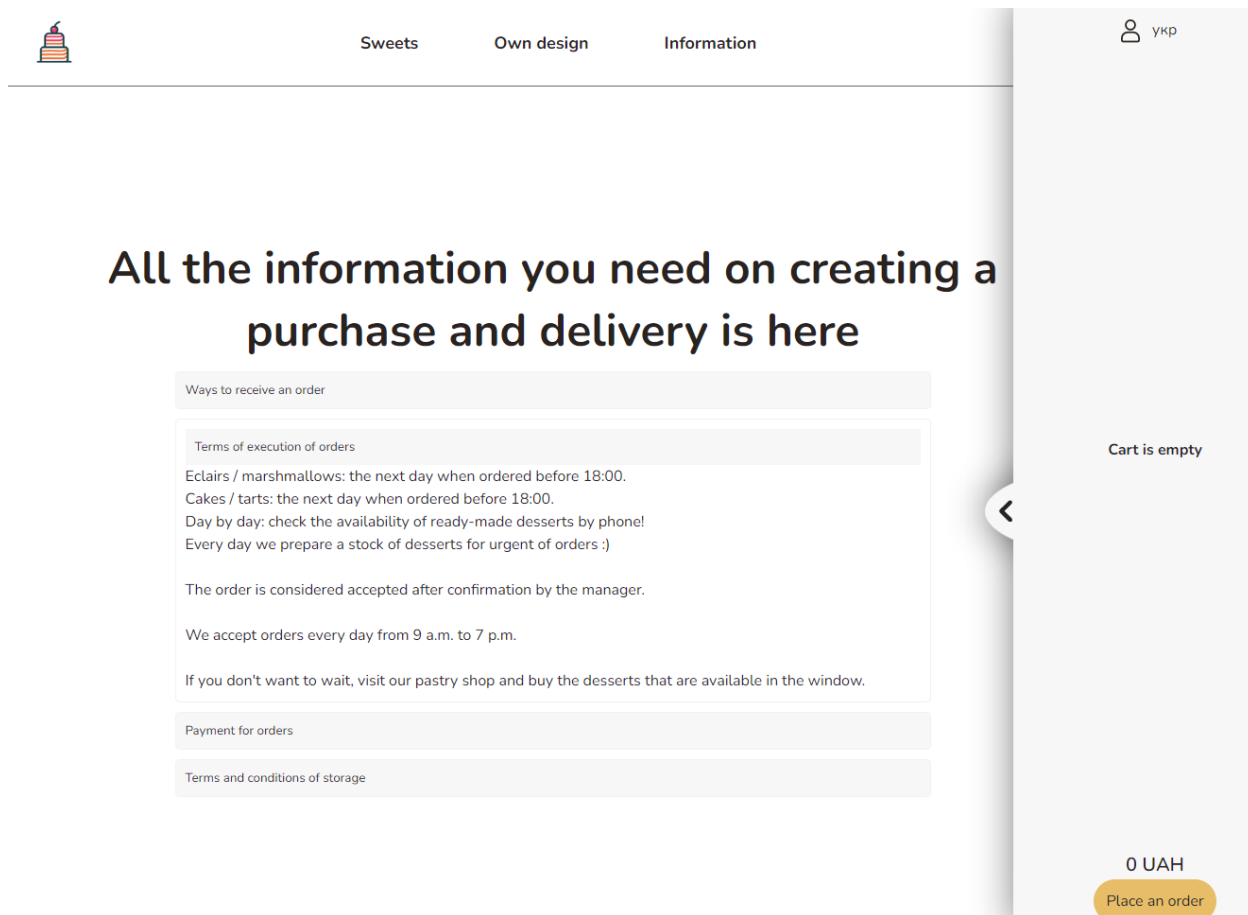 Sweets Own design Information
укр
All the information you need on creating a
purchase and delivery is here
Ways to receive an order
Terms of execution of orders
Eclairs / marshmallows: the next day when ordered before 18:00.
Cakes / tarts: the next day when ordered before 18:00.
Day by day: check the availability of ready-made desserts by phone!
Every day we prepare a stock of desserts for urgent of orders :)
The order is considered accepted after confirmation by the manager.
We accept orders every day from 9 a.m. to 7 p.m.
If you don't want to wait, visit our pastry shop and buy the desserts that are available in the window.
Payment for orders
Terms and conditions of storage
Cart is empty
0 UAH
Place an order